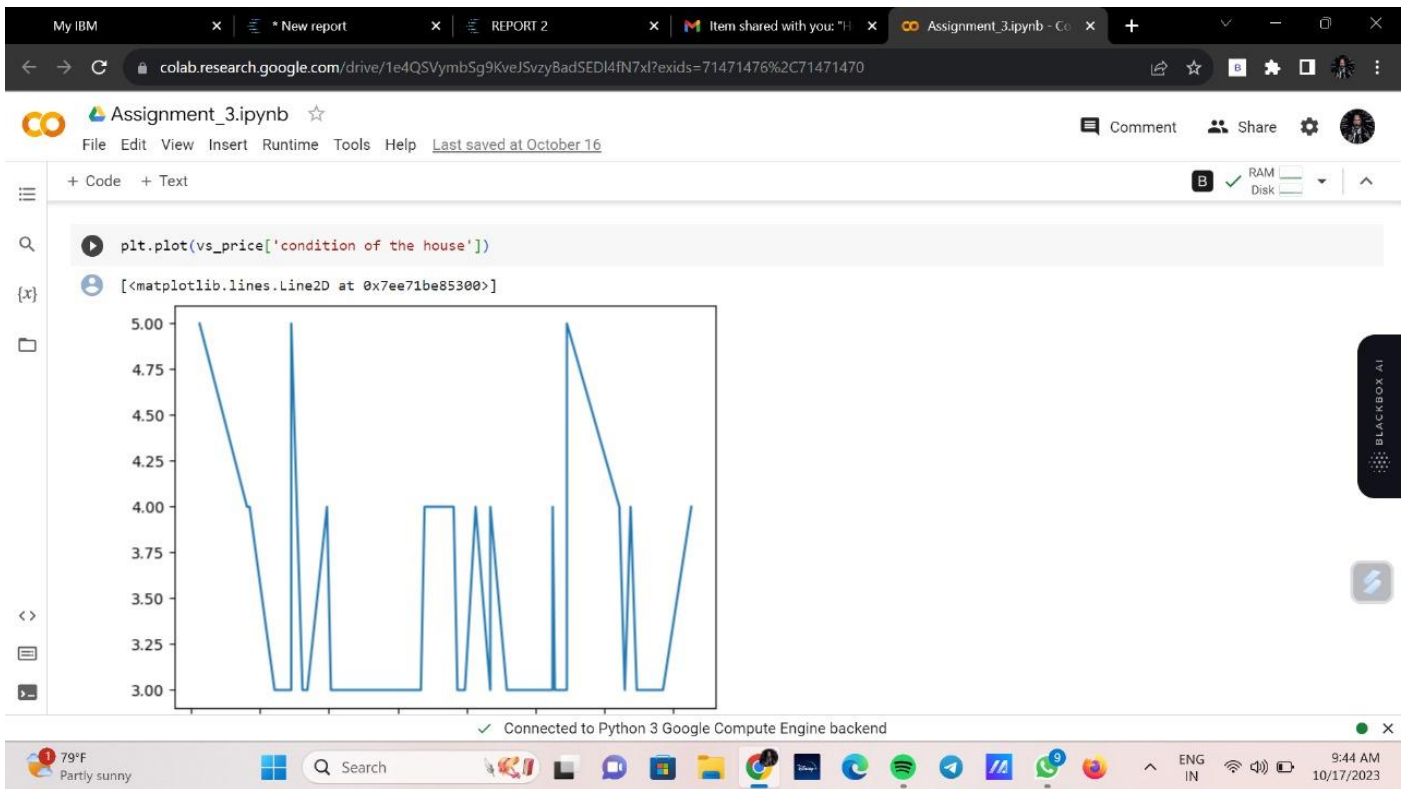 My IBM
* New report
REPORT 2
Item shared with you: "H
Assignment_3.ipynb - Co
colab.research.google.com/drive/1e4QSVymbSg9KveJSvzyBadSEDl4fN7xl?exids=71471476%2C71471470
Assignment_3.ipynb
File Edit View Insert Runtime Tools Help Last saved at October 16
Comment
Share
+ Code + Text
B
RAM
Disk
plt.plot(vs_price['condition of the house'])
{x}
[<matplotlib.lines.Line2D at 0x7ee71be85300>]
5.00
4.75
4.50
4.25
4.00
3.75
3.50
3.25
3.00
BLACKBOX AI
Connected to Python 3 Google Compute Engine backend
1
79°F
Partly sunny
Search
9
ENG
IN
9:44 AM
10/17/2023